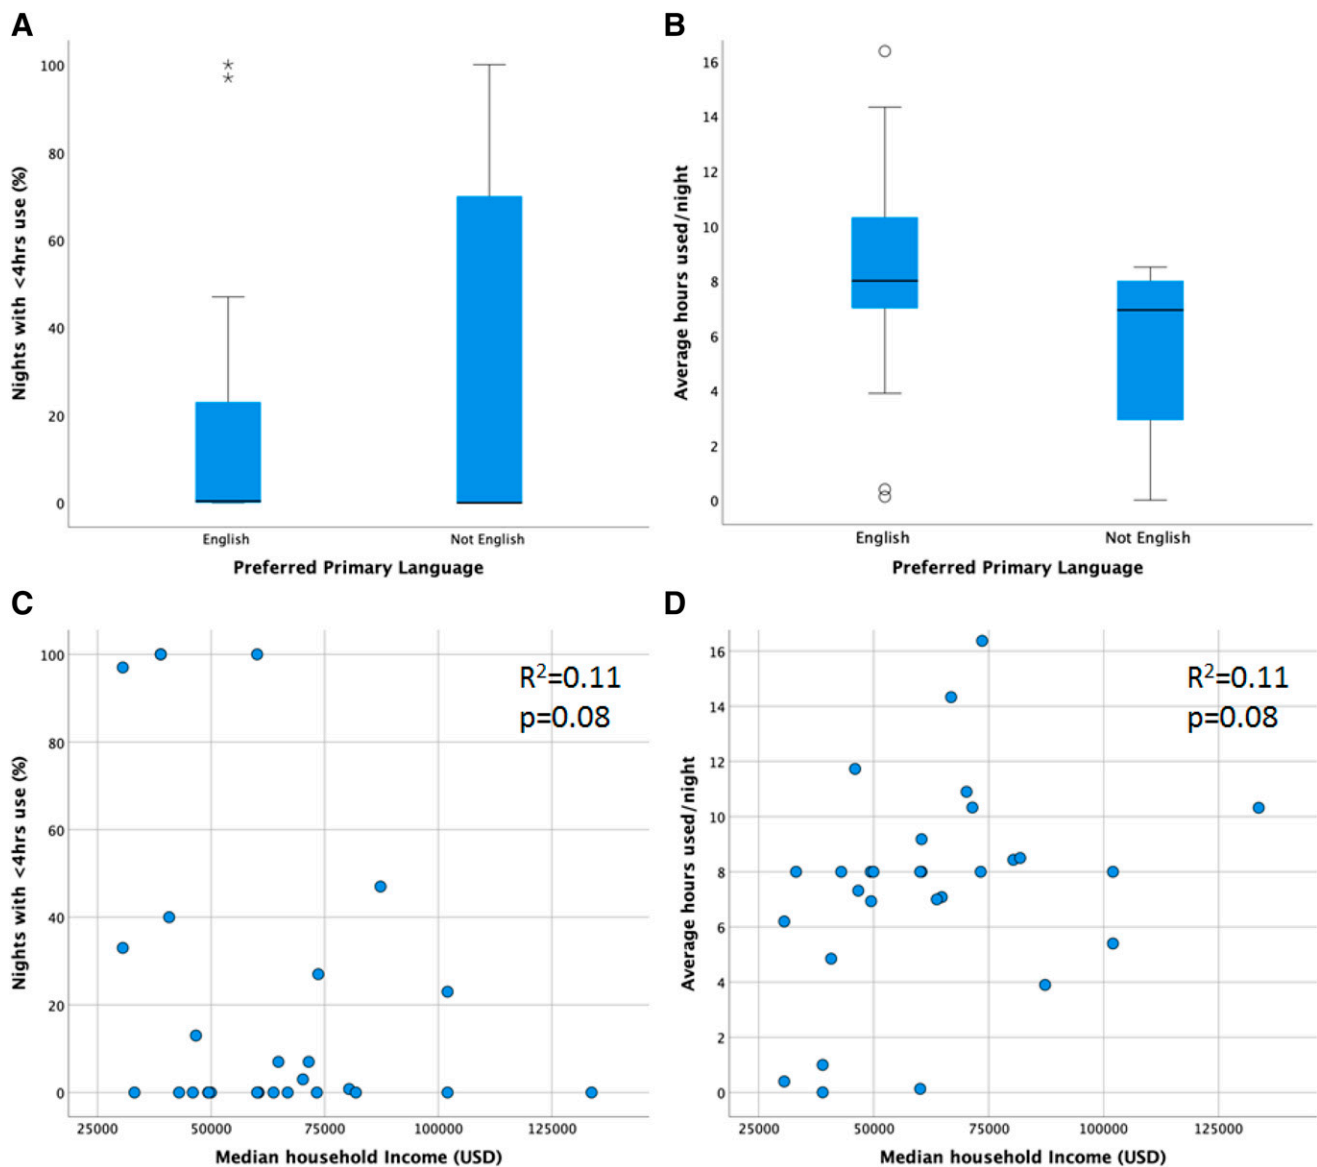 A
Nights with <4hrs use (%)
100
80
60
40
20
0
English
Not English
Preferred Primary Language
B
Average hours used/night
16
14
12
10
8
6
4
2
0
English
Not English
Preferred Primary Language
C
Nights with <4hrs use (%)
100
80
60
40
20
0
R²=0.11
p=0.08
25000
50000
75000
100000
125000
Median household Income (USD)
D
Average hours used/night
16
14
12
10
8
6
4
2
0
R²=0.11
p=0.08
25000
50000
75000
100000
125000
Median household Income (USD)